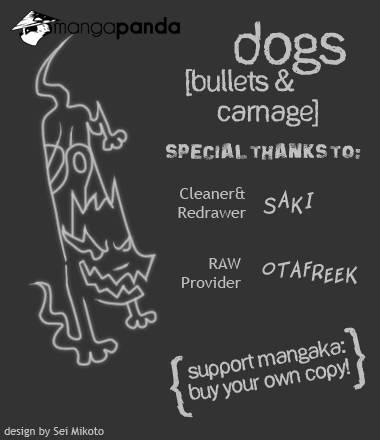 mangapanda
dogs
[bullets &
carnage]
SPECIAL THANKS TO:
Cleaner&
Redrawer
SAKI
RAW
Provider
OTAFREEK
{support mangaka:
buy your own copy!}
design by Sei Mikoto